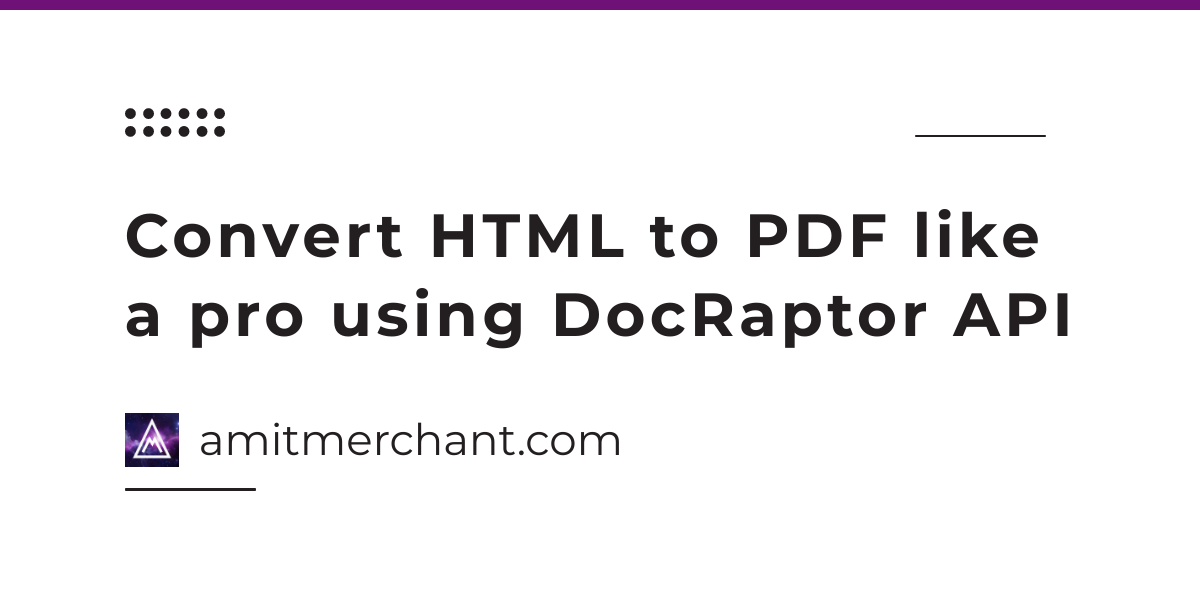 Convert HTML to PDF like
a pro using DocRaptor API
amitmerchant.com